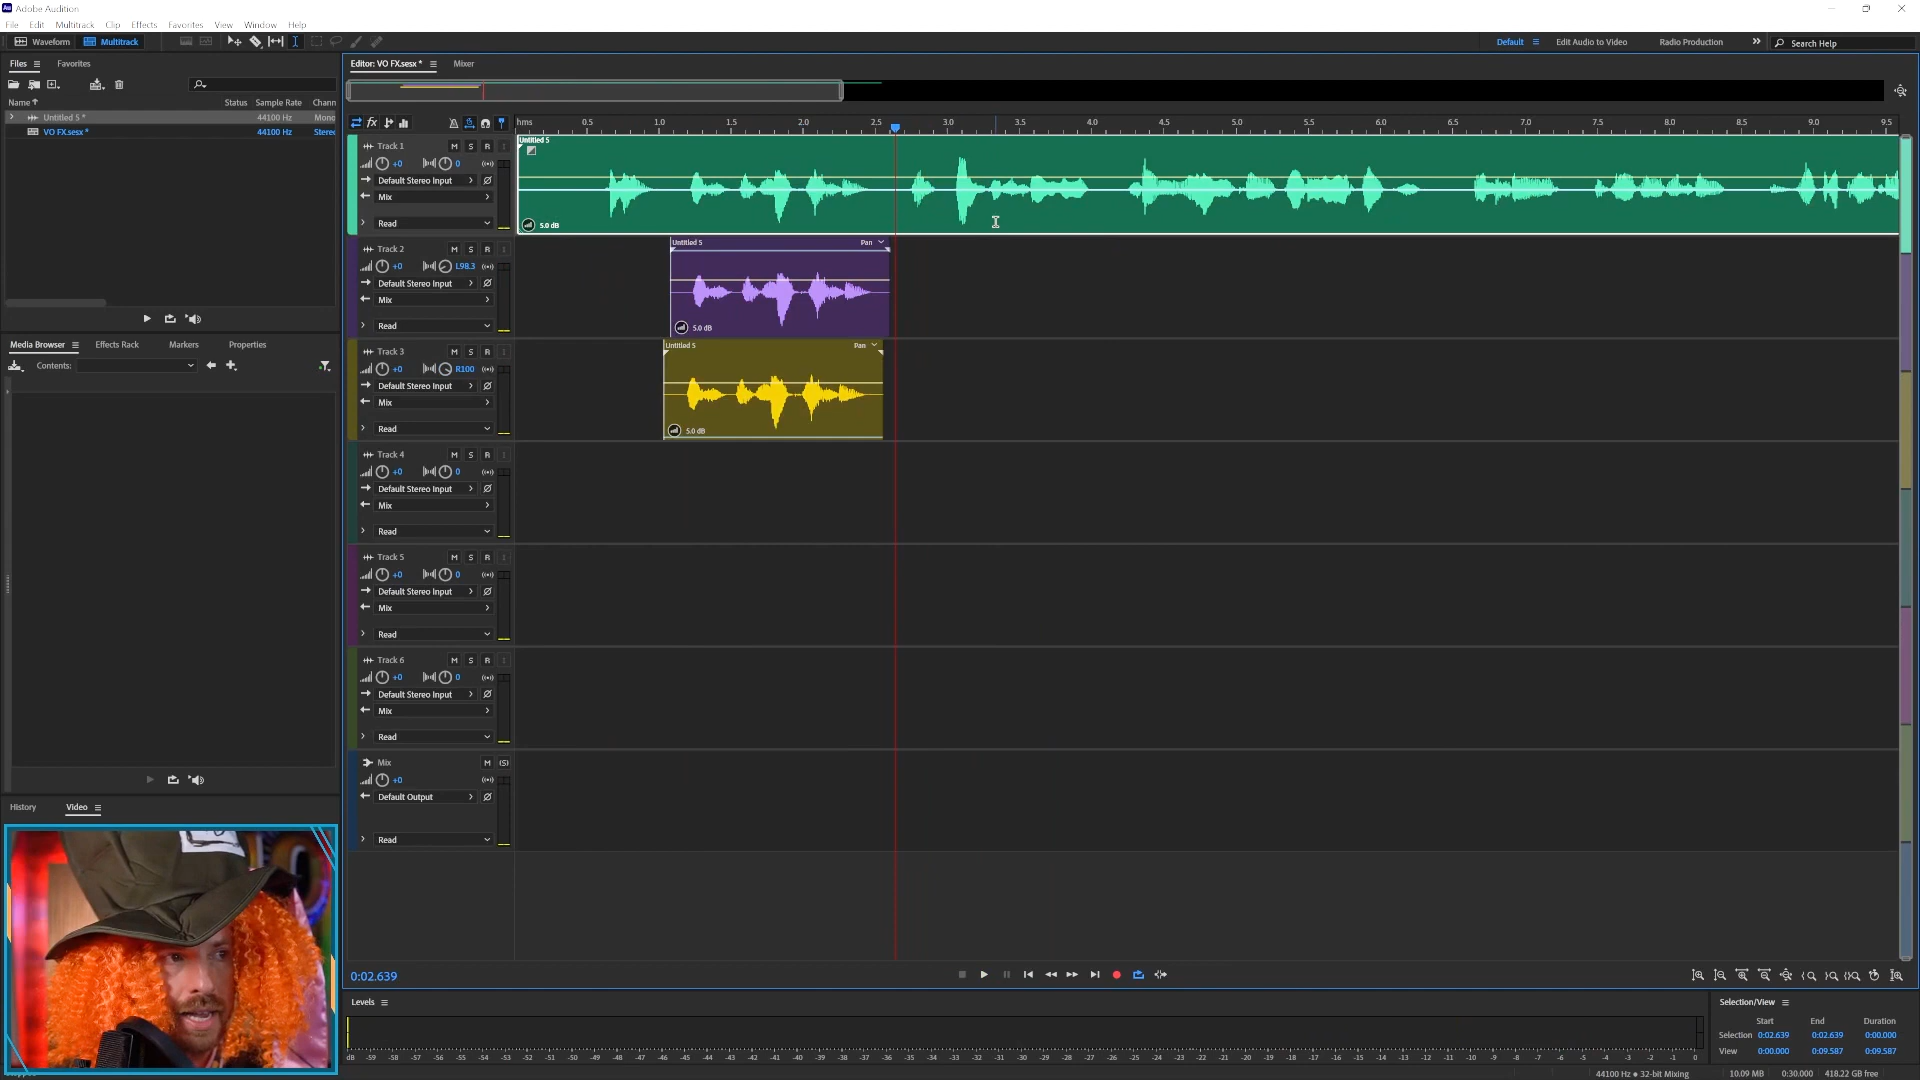 Adobe Audition
File Edit Multitrack Clip Effects Favorites View Window Help
Waveform Multitrack Default Edit Audio to Video Radio Production Search Help
Files Favorites
Name Status Sample Rate Chann
Untitled 5 * 44100 Hz Mono
VO FX.sesx * 44100 Hz Stere
Media Browser Effects Rack Markers Properties
Contents:
History Video
Editor: VO FX.sesx * Mixer
hms 0.5 1.0 1.5 2.0 2.5 3.0 3.5 4.0 4.5 5.0 5.5 6.0 6.5 7.0 7.5 8.0 8.5 9.0 9.5
Track 1 M S R I
+0 0
Default Stereo Input
Mix
Read
Untitled 5
5.0 dB
Track 2 M S R I
+0 L98.3
Default Stereo Input
Mix
Read
Untitled 5 Pan
5.0 dB
Track 3 M S R I
+0 R100
Default Stereo Input
Mix
Read
Untitled 5 Pan
5.0 dB
Track 4 M S R I
+0 0
Default Stereo Input
Mix
Read
Track 5 M S R I
+0 0
Default Stereo Input
Mix
Read
Track 6 M S R I
+0 0
Default Stereo Input
Mix
Read
Mix M (S)
+0
Default Output
Read
0:02.639
Levels
dB -59 -58 -57 -56 -55 -54 -53 -52 -51 -50 -49 -48 -47 -46 -45 -44 -43 -42 -41 -40 -39 -38 -37 -36 -35 -34 -33 -32 -31 -30 -29 -28 -27 -26 -25 -24 -23 -22 -21 -20 -19 -18 -17 -16 -15 -14 -13 -12 -11 -10 -9 -8 -7 -6 -5 -4 -3 -2 -1 0
Selection/View
Start End Duration
Selection 0:02.639 0:02.639 0:00.000
View 0:00.000 0:09.587 0:09.587
44100 Hz ● 32-bit Mixing 10.09 MB 0:30.000 418.22 GB free